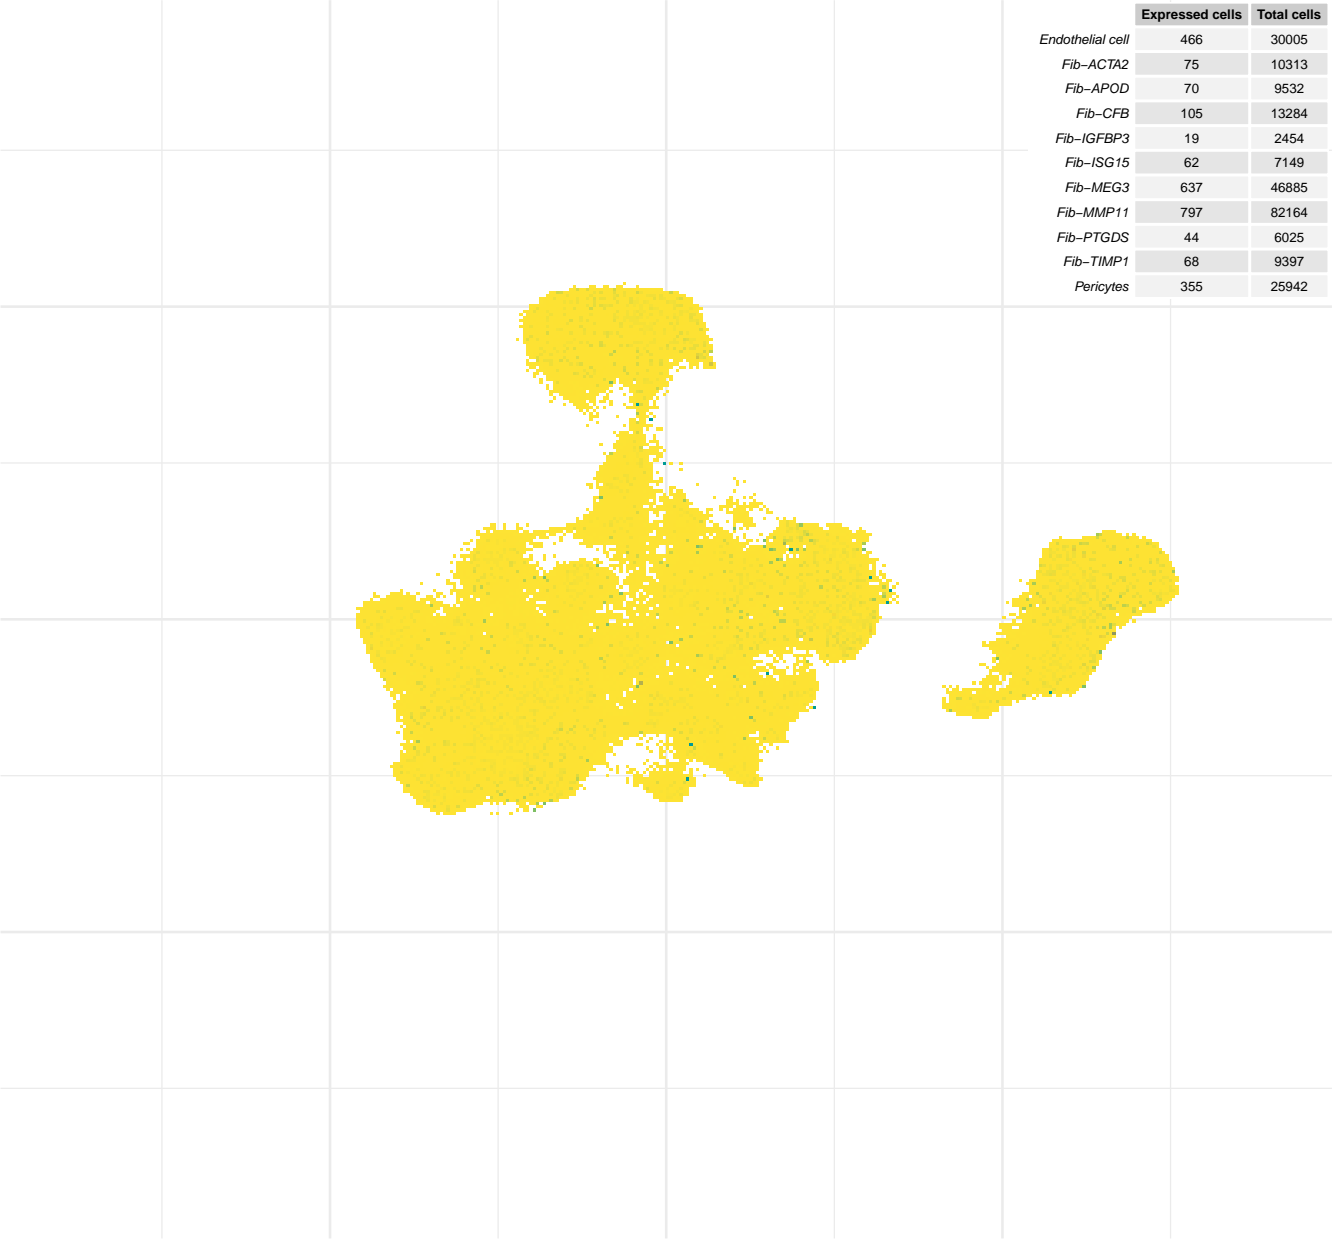 Expressed cells Total cells
Endothelial cell 466 30005
Fib−ACTA2 75 10313
Fib−APOD 70 9532
Fib−CFB 105 13284
Fib−IGFBP3 19 2454
Fib−ISG15 62 7149
Fib−MEG3 637 46885
Fib−MMP11 797 82164
Fib−PTGDS 44 6025
Fib−TIMP1 68 9397
Pericytes 355 25942